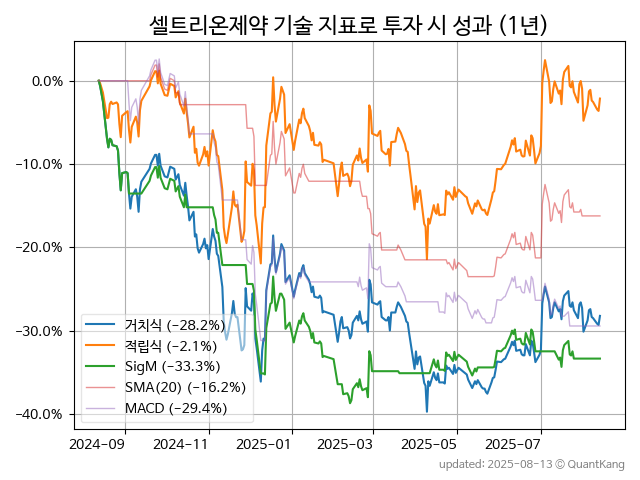 셀트리온제약 기술 지표로 투자 시 성과 (1년)
0.0%
−10.0%
−20.0%
−30.0%
−40.0%
거치식 (−28.2%)
적립식 (−2.1%)
SigM (−33.3%)
SMA(20) (−16.2%)
MACD (−29.4%)
2024-09 2024-11 2025-01 2025-03 2025-05 2025-07
updated: 2025-08-13 © QuantKang